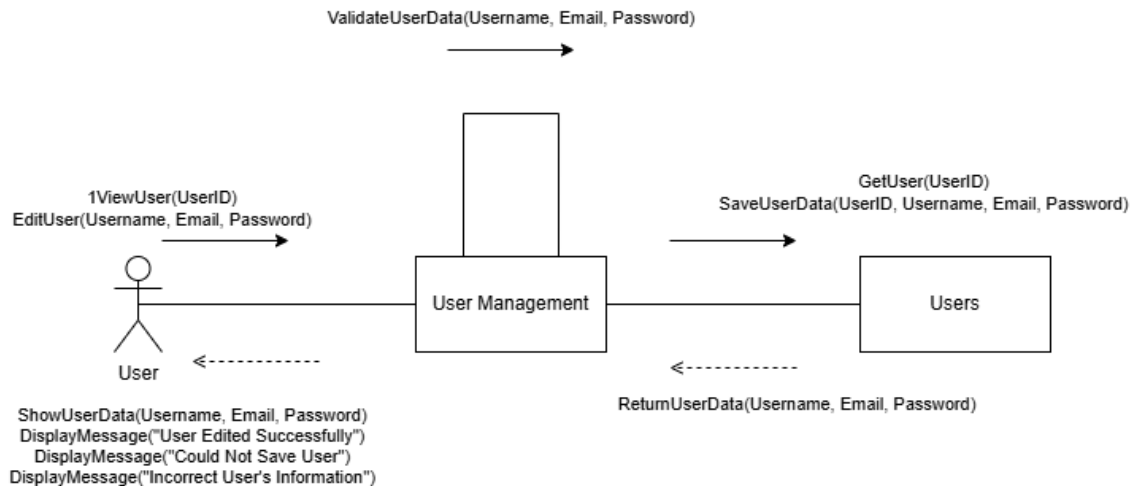 ValidateUserData(Username, Email, Password)
1ViewUser(UserID)
EditUser(Username, Email, Password)
GetUser(UserID)
SaveUserData(UserID, Username, Email, Password)
User Management
Users
User
ShowUserData(Username, Email, Password)
DisplayMessage("User Edited Successfully")
DisplayMessage("Could Not Save User")
DisplayMessage("Incorrect User's Information")
ReturnUserData(Username, Email, Password)